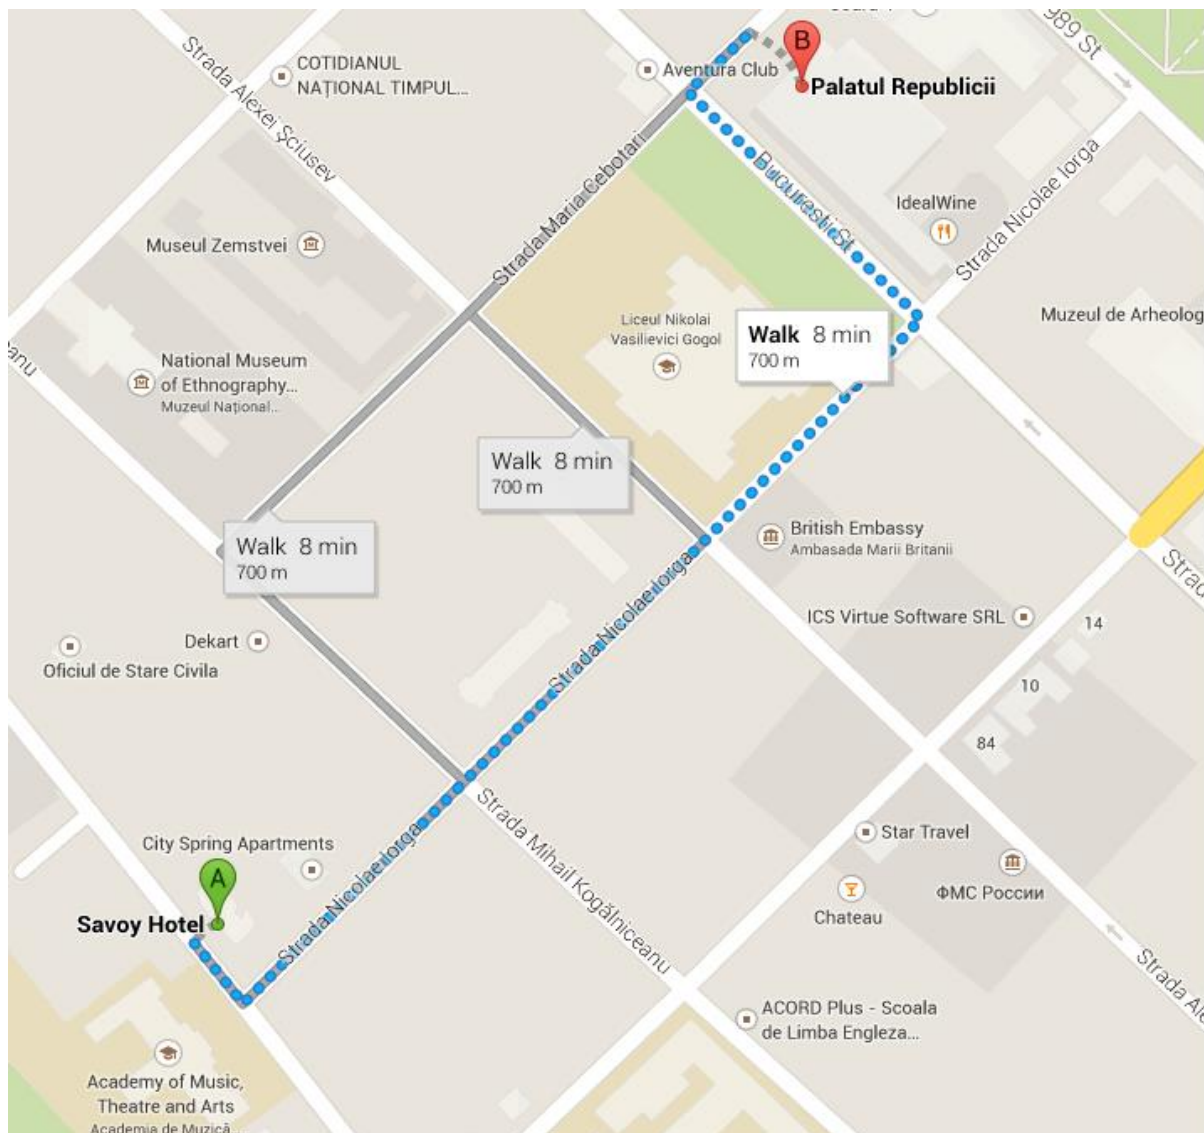 Strada Alexei Șciusev
COTIDIANUL
NAȚIONAL TIMPUL...
B
989 St
Aventura Club
Palatul Republicii
Strada Maria Cebotari
București St
Strada Nicolae Iorga
IdealWine
Museul Zemstvei
Liceul Nikolai
Vasilievici Gogol
Walk 8 min
700 m
Muzeul de Arheolog
anu
National Museum
of Ethnography...
Muzeul Național...
Walk 8 min
700 m
Walk 8 min
700 m
British Embassy
Ambasada Marii Britanii
Strad
Strada Nicolae Iorga
ICS Virtue Software SRL
14
Dekart
Oficiul de Stare Civila
10
84
City Spring Apartments
Strada Nicolae Iorga
Strada Mihail Kogălniceanu
Star Travel
A
ФМС России
Chateau
Savoy Hotel
Strada Ale
ACORD Plus - Scoala
de Limba Engleza...
Academy of Music,
Theatre and Arts
Academia de Muzică...